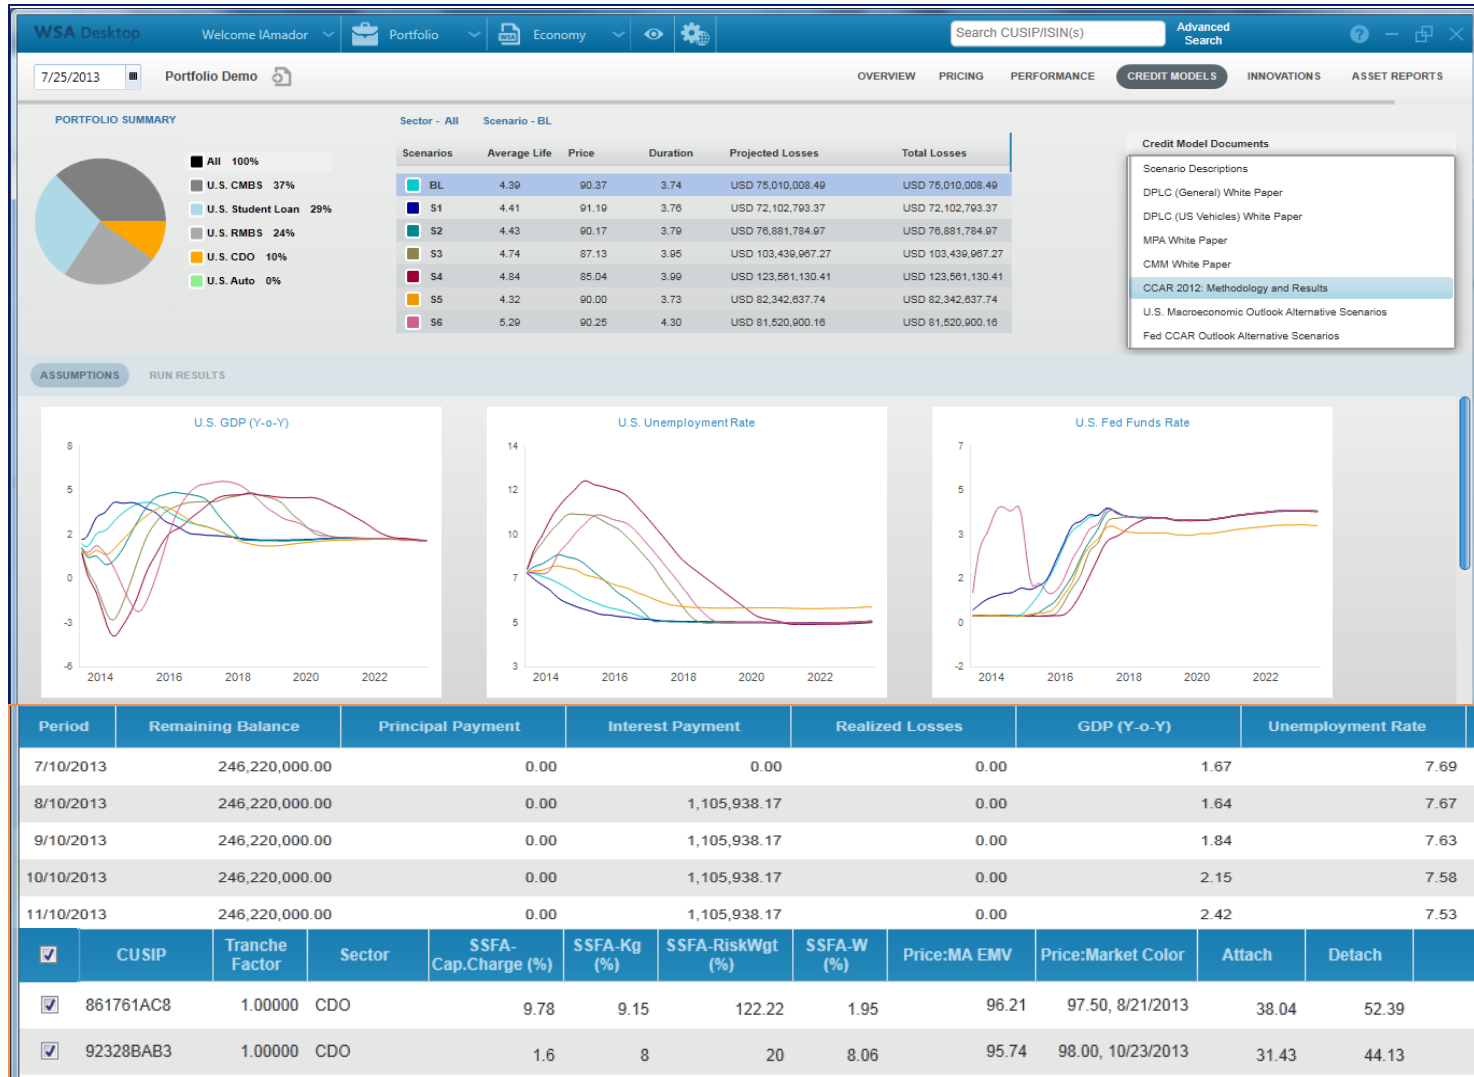 WSA Desktop Welcome IAmador Portfolio WSA Economy Search CUSIP/ISIN(s) Advanced Search ?
7/25/2013 Portfolio Demo OVERVIEW PRICING PERFORMANCE CREDIT MODELS INNOVATIONS ASSET REPORTS
PORTFOLIO SUMMARY
All 100%
U.S. CMBS 37%
U.S. Student Loan 29%
U.S. RMBS 24%
U.S. CDO 10%
U.S. Auto 0%
Sector - All Scenario - BL
Scenarios Average Life Price Duration Projected Losses Total Losses
BL 4.39 90.37 3.74 USD 75,010,008.49 USD 75,010,008.49
S1 4.41 91.19 3.76 USD 72,102,793.37 USD 72,102,793.37
S2 4.43 90.17 3.79 USD 76,881,784.97 USD 76,881,784.97
S3 4.74 87.13 3.95 USD 103,439,967.27 USD 103,439,967.27
S4 4.84 85.04 3.99 USD 123,561,130.41 USD 123,561,130.41
S5 4.32 90.00 3.73 USD 82,342,637.74 USD 82,342,637.74
S6 5.29 90.25 4.30 USD 81,520,900.16 USD 81,520,900.16
Credit Model Documents
Scenario Descriptions
DPLC (General) White Paper
DPLC (US Vehicles) White Paper
MPA White Paper
CMM White Paper
CCAR 2012: Methodology and Results
U.S. Macroeconomic Outlook Alternative Scenarios
Fed CCAR Outlook Alternative Scenarios
ASSUMPTIONS RUN RESULTS
U.S. GDP (Y-o-Y)
8
5
2
0
-3
-6
2014 2016 2018 2020 2022
U.S. Unemployment Rate
14
12
10
7
5
3
2014 2016 2018 2020 2022
U.S. Fed Funds Rate
7
5
3
2
0
-2
2014 2016 2018 2020 2022
Period Remaining Balance Principal Payment Interest Payment Realized Losses GDP (Y-o-Y) Unemployment Rate
7/10/2013 246,220,000.00 0.00 0.00 0.00 1.67 7.69
8/10/2013 246,220,000.00 0.00 1,105,938.17 0.00 1.64 7.67
9/10/2013 246,220,000.00 0.00 1,105,938.17 0.00 1.84 7.63
10/10/2013 246,220,000.00 0.00 1,105,938.17 0.00 2.15 7.58
11/10/2013 246,220,000.00 0.00 1,105,938.17 0.00 2.42 7.53
CUSIP Tranche Factor Sector SSFA-Cap.Charge (%) SSFA-Kg (%) SSFA-RiskWgt (%) SSFA-W (%) Price:MA EMV Price:Market Color Attach Detach
861761AC8 1.00000 CDO 9.78 9.15 122.22 1.95 96.21 97.50, 8/21/2013 38.04 52.39
92328BAB3 1.00000 CDO 1.6 8 20 8.06 95.74 98.00, 10/23/2013 31.43 44.13